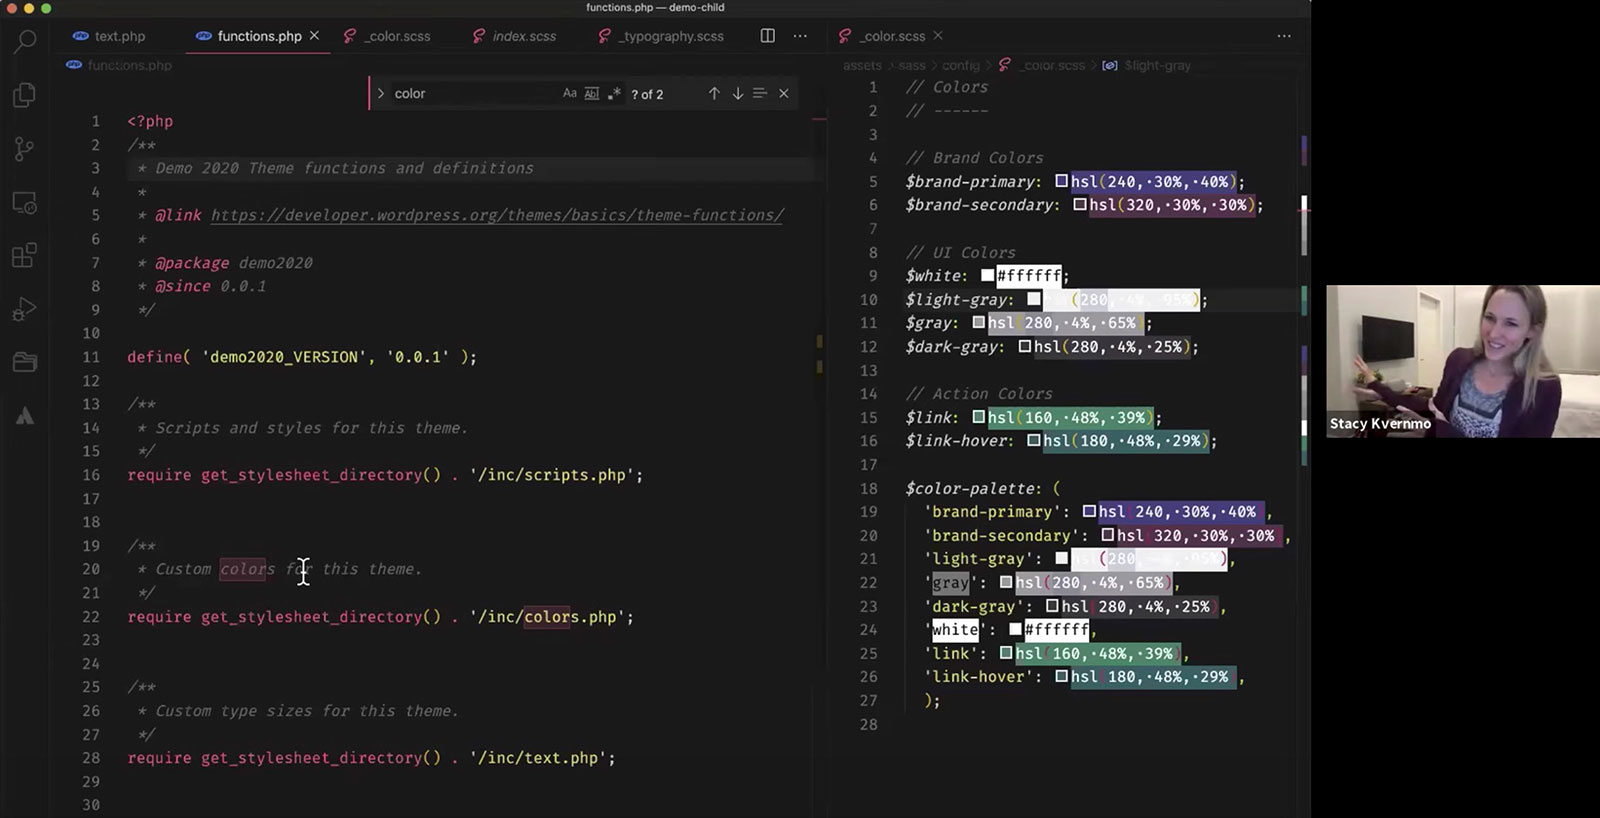 functions.php — demo-child
text.php
functions.php
_color.scss
index.scss
_typography.scss
functions.php
color
Aa Abl .* ? of 2
1 <?php
2 /**
3 * Demo 2020 Theme functions and definitions
4 *
5 * @link https://developer.wordpress.org/themes/basics/theme-functions/
6 *
7 * @package demo2020
8 * @since 0.0.1
9 */
10
11 define( 'demo2020_VERSION', '0.0.1' );
12
13 /**
14 * Scripts and styles for this theme.
15 */
16 require get_stylesheet_directory() . '/inc/scripts.php';
17
18
19 /**
20 * Custom colors for this theme.
21 */
22 require get_stylesheet_directory() . '/inc/colors.php';
23
24
25 /**
26 * Custom type sizes for this theme.
27 */
28 require get_stylesheet_directory() . '/inc/text.php';
29
30
_color.scss
assets > sass > config > _color.scss > $light-gray
1 // Colors
2 // ------
3
4 // Brand Colors
5 $brand-primary: hsl(240,·30%,·40%);
6 $brand-secondary: hsl(320,·30%,·30%);
7
8 // UI Colors
9 $white: #ffffff;
10 $light-gray: hsl(280,·4%,·95%);
11 $gray: hsl(280,·4%,·65%);
12 $dark-gray: hsl(280,·4%,·25%);
13
14 // Action Colors
15 $link: hsl(160,·48%,·39%);
16 $link-hover: hsl(180,·48%,·29%);
17
18 $color-palette: (
19 'brand-primary': hsl(240,·30%,·40%),
20 'brand-secondary': hsl(320,·30%,·30%),
21 'light-gray': hsl(280,·4%,·95%),
22 'gray': hsl(280,·4%,·65%),
23 'dark-gray': hsl(280,·4%,·25%),
24 'white': #ffffff,
25 'link': hsl(160,·48%,·39%),
26 'link-hover': hsl(180,·48%,·29%),
27 );
28
Stacy Kvernmo